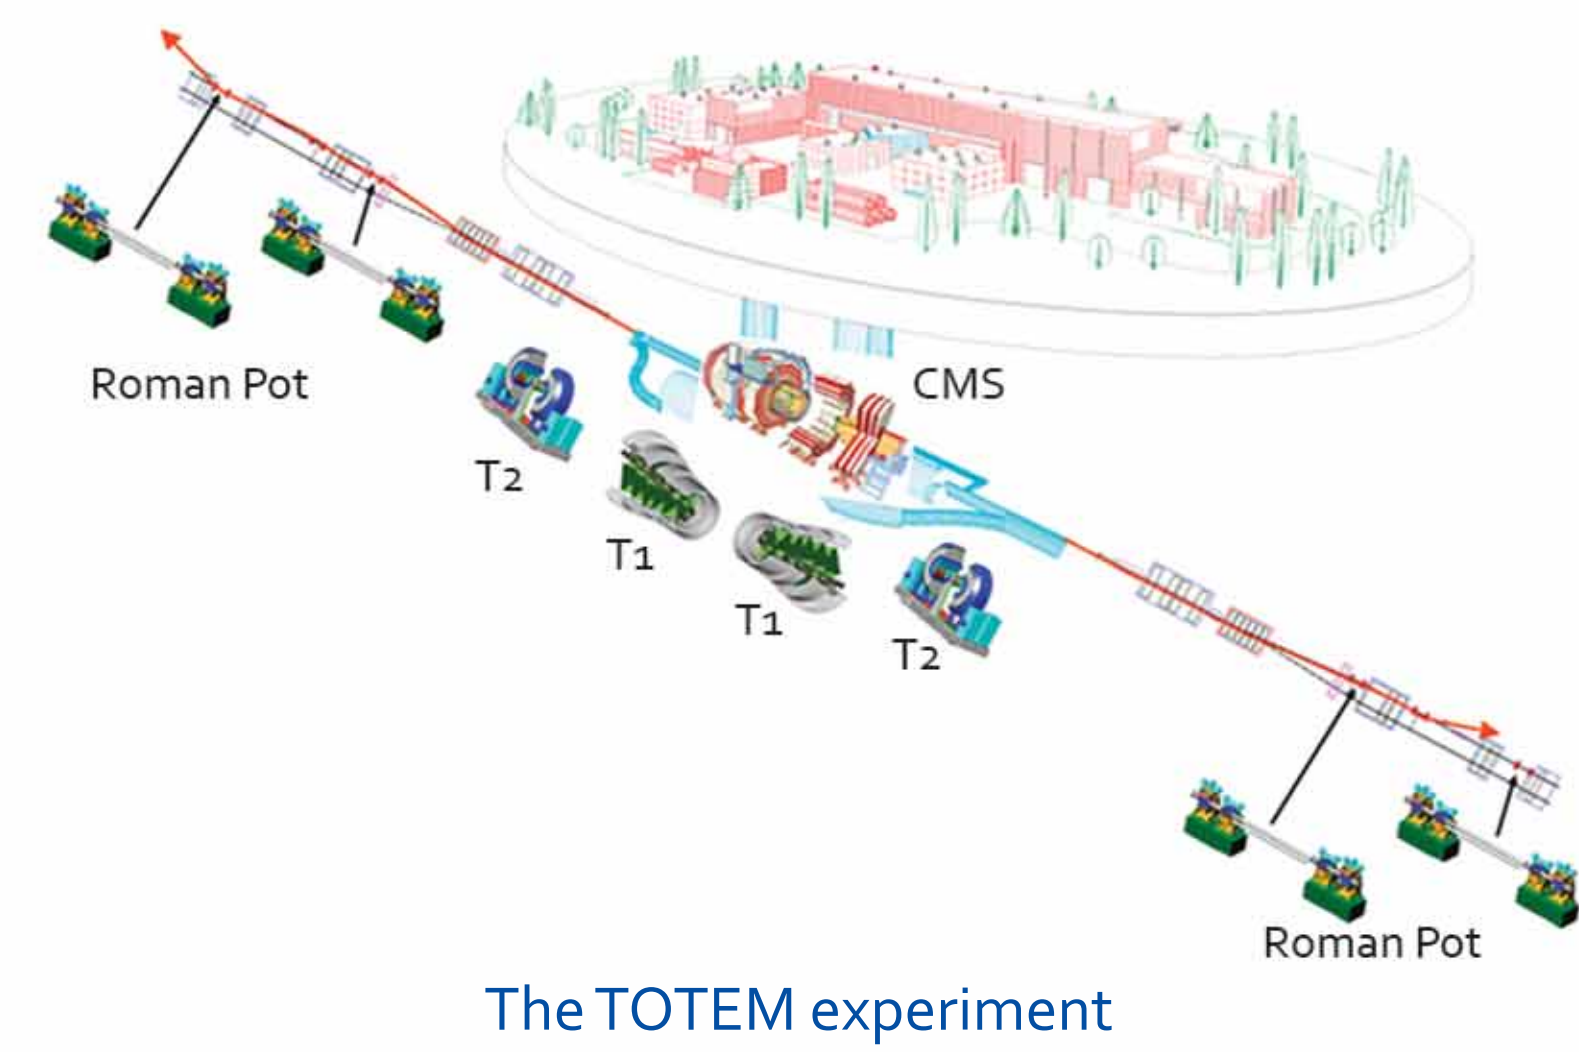 Roman Pot
CMS
T2
T1
T1
T2
Roman Pot
The TOTEM experiment